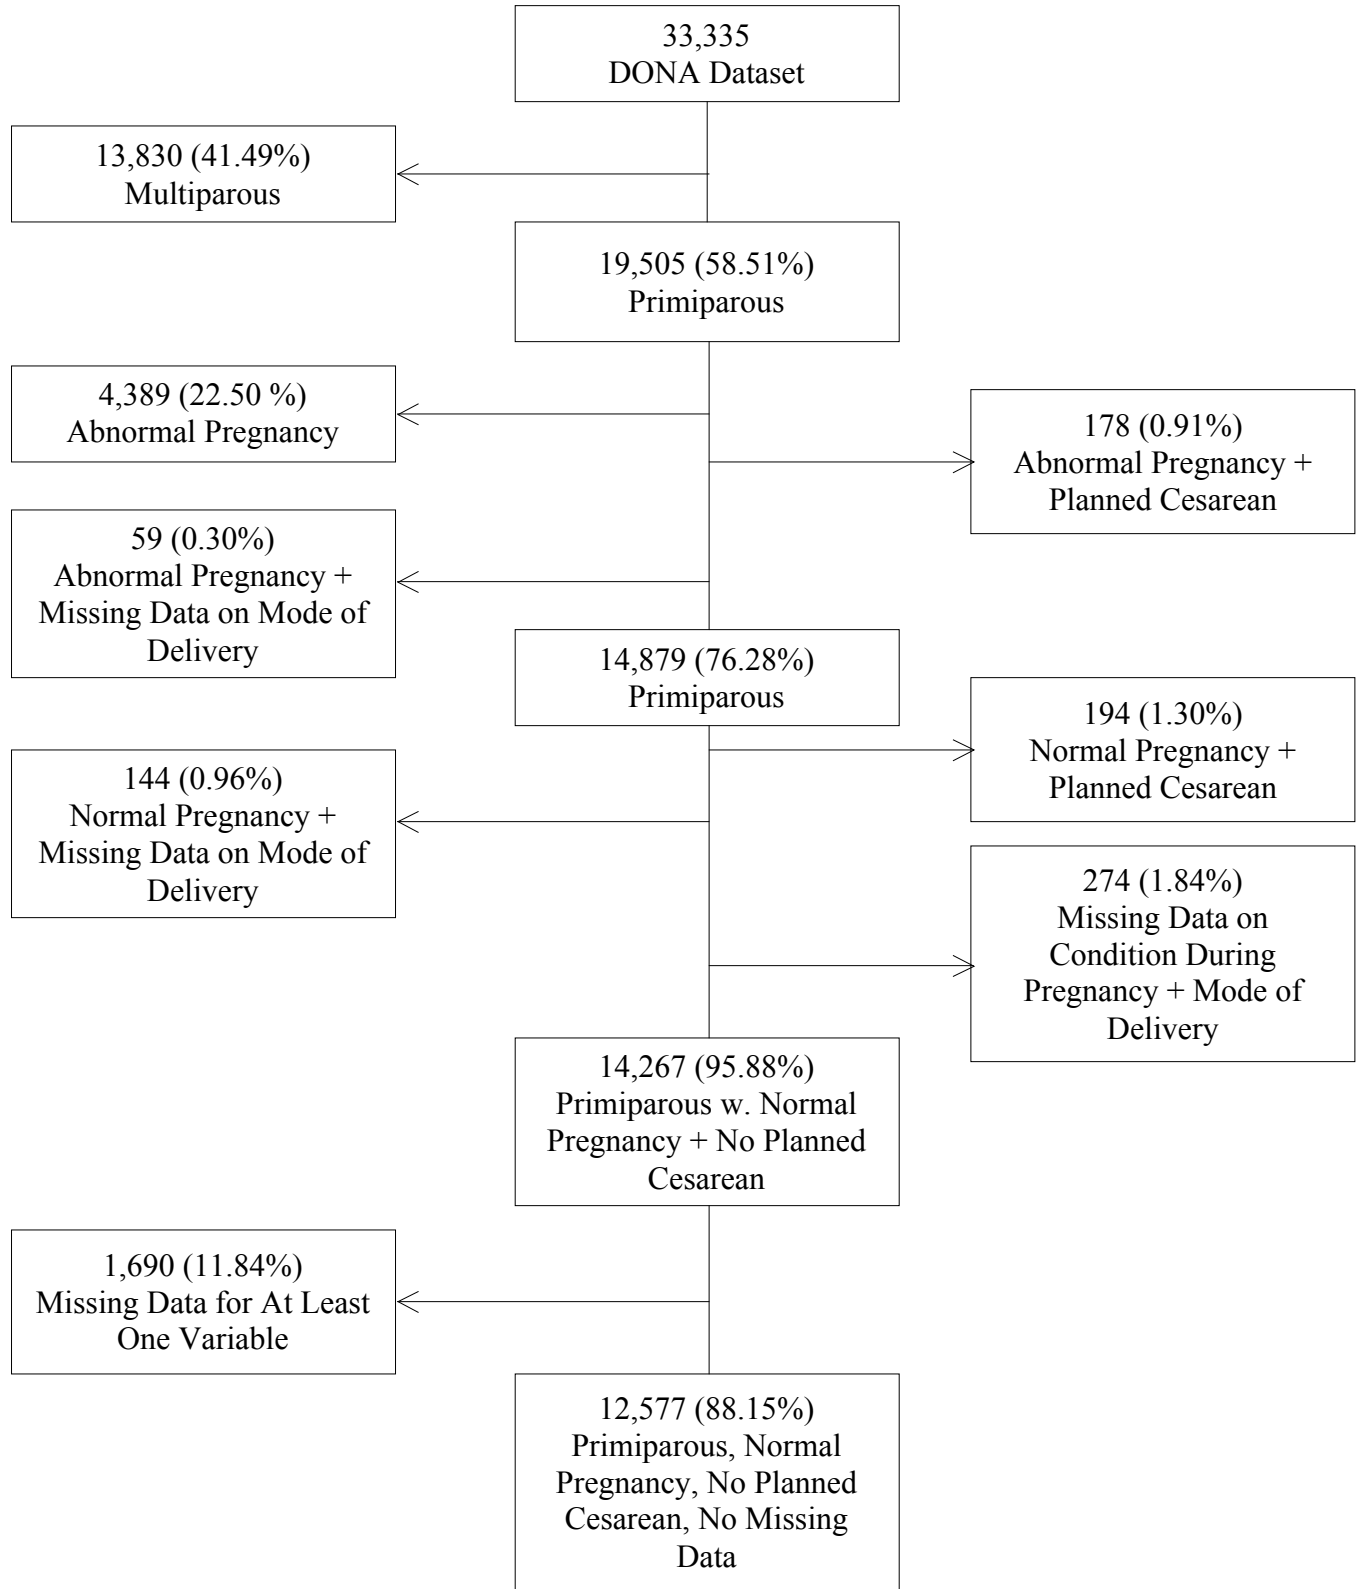 33,335
DONA Dataset
13,830 (41.49%)
Multiparous
19,505 (58.51%)
Primiparous
4,389 (22.50 %)
Abnormal Pregnancy
178 (0.91%)
Abnormal Pregnancy +
Planned Cesarean
59 (0.30%)
Abnormal Pregnancy +
Missing Data on Mode of
Delivery
14,879 (76.28%)
Primiparous
194 (1.30%)
Normal Pregnancy +
Planned Cesarean
144 (0.96%)
Normal Pregnancy +
Missing Data on Mode of
Delivery
274 (1.84%)
Missing Data on
Condition During
Pregnancy + Mode of
Delivery
14,267 (95.88%)
Primiparous w. Normal
Pregnancy + No Planned
Cesarean
1,690 (11.84%)
Missing Data for At Least
One Variable
12,577 (88.15%)
Primiparous, Normal
Pregnancy, No Planned
Cesarean, No Missing
Data